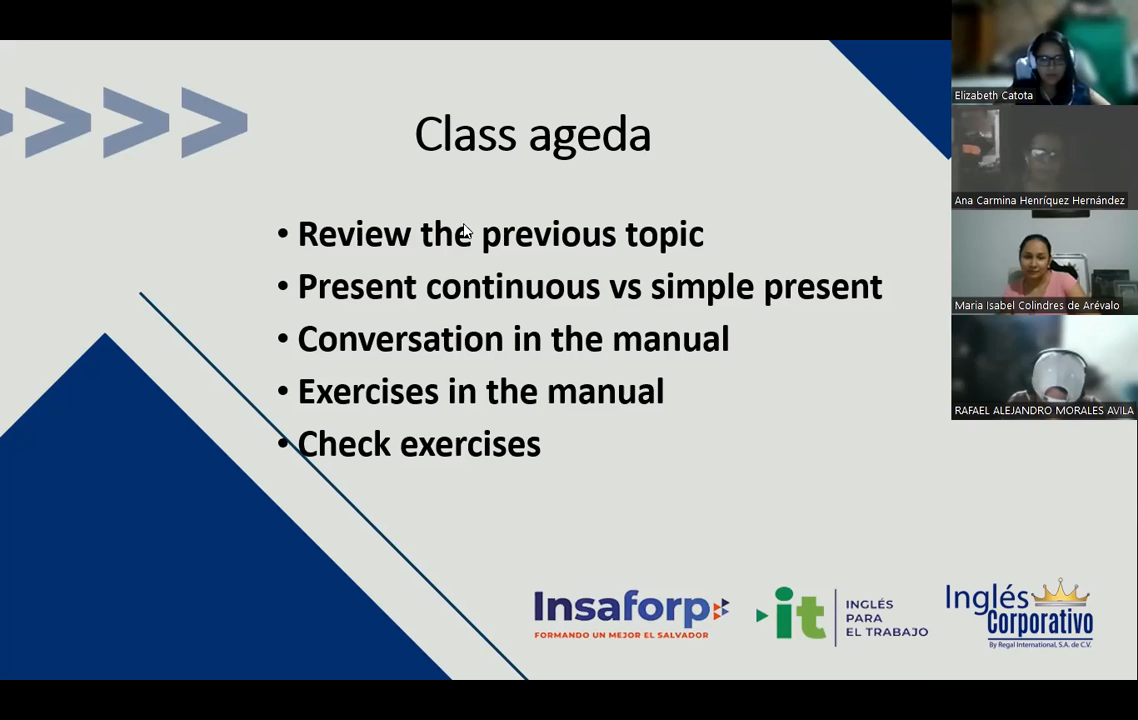 Class ageda
• Review the previous topic
• Present continuous vs simple present
• Conversation in the manual
• Exercises in the manual
• Check exercises
Insaforp
FORMANDO UN MEJOR EL SALVADOR
it
INGLÉS
PARA
EL TRABAJO
Inglés
Corporativo
By Regal International, S.A. de C.V.
Elizabeth Catota
Ana Carmina Henríquez Hernández
Maria Isabel Colindres de Arévalo
RAFAEL ALEJANDRO MORALES AVILA